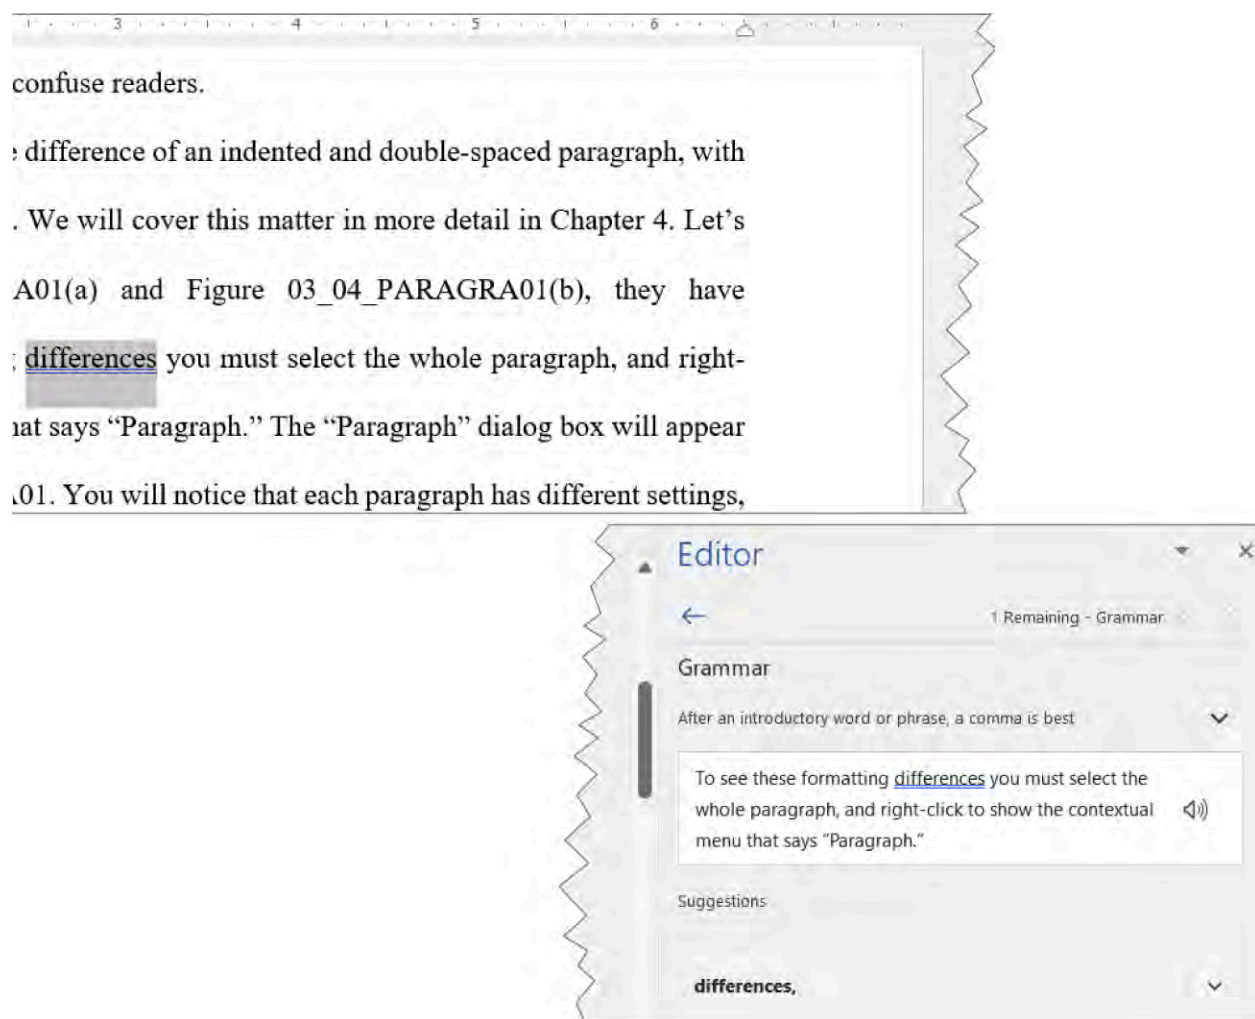 3 4 5 6
confuse readers.
difference of an indented and double-spaced paragraph, with
. We will cover this matter in more detail in Chapter 4. Let’s
A01(a) and Figure 03_04_PARAGRA01(b), they have
differences you must select the whole paragraph, and right-
hat says “Paragraph.” The “Paragraph” dialog box will appear
A01. You will notice that each paragraph has different settings,
Editor
1 Remaining - Grammar
Grammar
After an introductory word or phrase, a comma is best
To see these formatting differences you must select the
whole paragraph, and right-click to show the contextual
menu that says “Paragraph.”
Suggestions
differences,